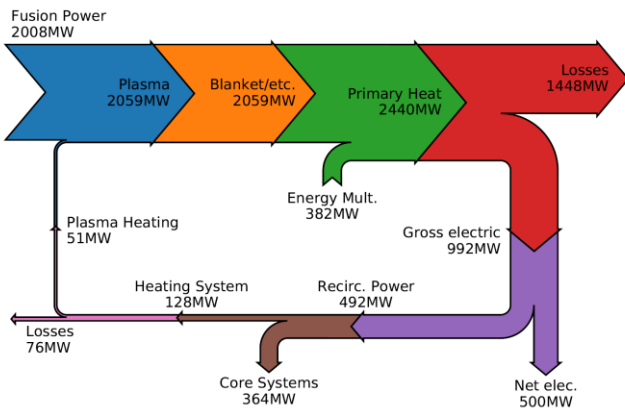 Fusion Power
2008MW
Plasma
2059MW
Blanket/etc.
2059MW
Primary Heat
2440MW
Losses
1448MW
Energy Mult.
382MW
Plasma Heating
51MW
Gross electric
992MW
Heating System
128MW
Recirc. Power
492MW
Losses
76MW
Core Systems
364MW
Net elec.
500MW